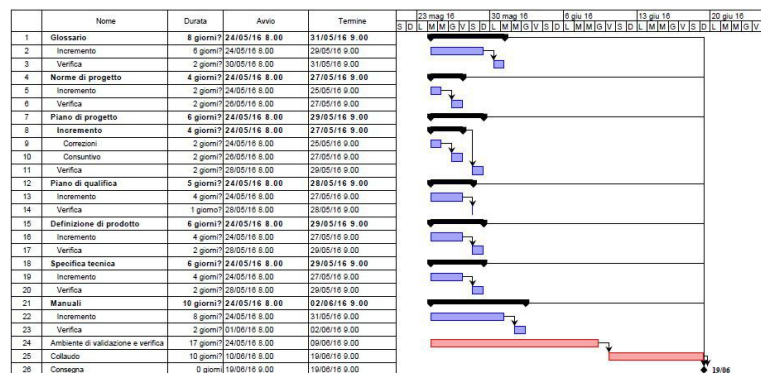 Nome Durata Avvio Termine 23 mag 16 30 mag 16 6 giu 16 13 giu 16 20 giu 16
S D L M M G V S D L M M G V S D L M M G V S D L M M G V S D L M M G V
1 Glossario 8 giorni? 24/05/16 8.00 31/05/16 9.00
2 Incremento 6 giorni? 24/05/16 8.00 29/05/16 9.00
3 Verifica 2 giorni? 30/05/16 8.00 31/05/16 9.00
4 Norme di progetto 4 giorni? 24/05/16 8.00 27/05/16 9.00
5 Incremento 2 giorni? 24/05/16 8.00 25/05/16 9.00
6 Verifica 2 giorni? 26/05/16 8.00 27/05/16 9.00
7 Piano di progetto 6 giorni? 24/05/16 8.00 29/05/16 9.00
8 Incremento 4 giorni? 24/05/16 8.00 27/05/16 9.00
9 Correzioni 2 giorni? 24/05/16 8.00 25/05/16 9.00
10 Consuntivo 2 giorni? 26/05/16 8.00 27/05/16 9.00
11 Verifica 2 giorni? 28/05/16 8.00 29/05/16 9.00
12 Piano di qualifica 5 giorni? 24/05/16 8.00 28/05/16 9.00
13 Incremento 4 giorni? 24/05/16 8.00 27/05/16 9.00
14 Verifica 1 giorno? 28/05/16 8.00 28/05/16 9.00
15 Definizione di prodotto 6 giorni? 24/05/16 8.00 29/05/16 9.00
16 Incremento 4 giorni? 24/05/16 8.00 27/05/16 9.00
17 Verifica 2 giorni? 28/05/16 8.00 29/05/16 9.00
18 Specifica tecnica 6 giorni? 24/05/16 8.00 29/05/16 9.00
19 Incremento 4 giorni? 24/05/16 8.00 27/05/16 9.00
20 Verifica 2 giorni? 28/05/16 8.00 29/05/16 9.00
21 Manuali 10 giorni? 24/05/16 8.00 02/06/16 9.00
22 Incremento 8 giorni? 24/05/16 8.00 31/05/16 9.00
23 Verifica 2 giorni? 01/06/16 8.00 02/06/16 9.00
24 Ambiente di validazione e verifica 17 giorni? 24/05/16 8.00 09/06/16 9.00
25 Collaudo 10 giorni? 10/06/16 8.00 19/06/16 9.00
26 Consegna 0 giorni 19/06/16 9.00 19/06/16 9.00 19/06